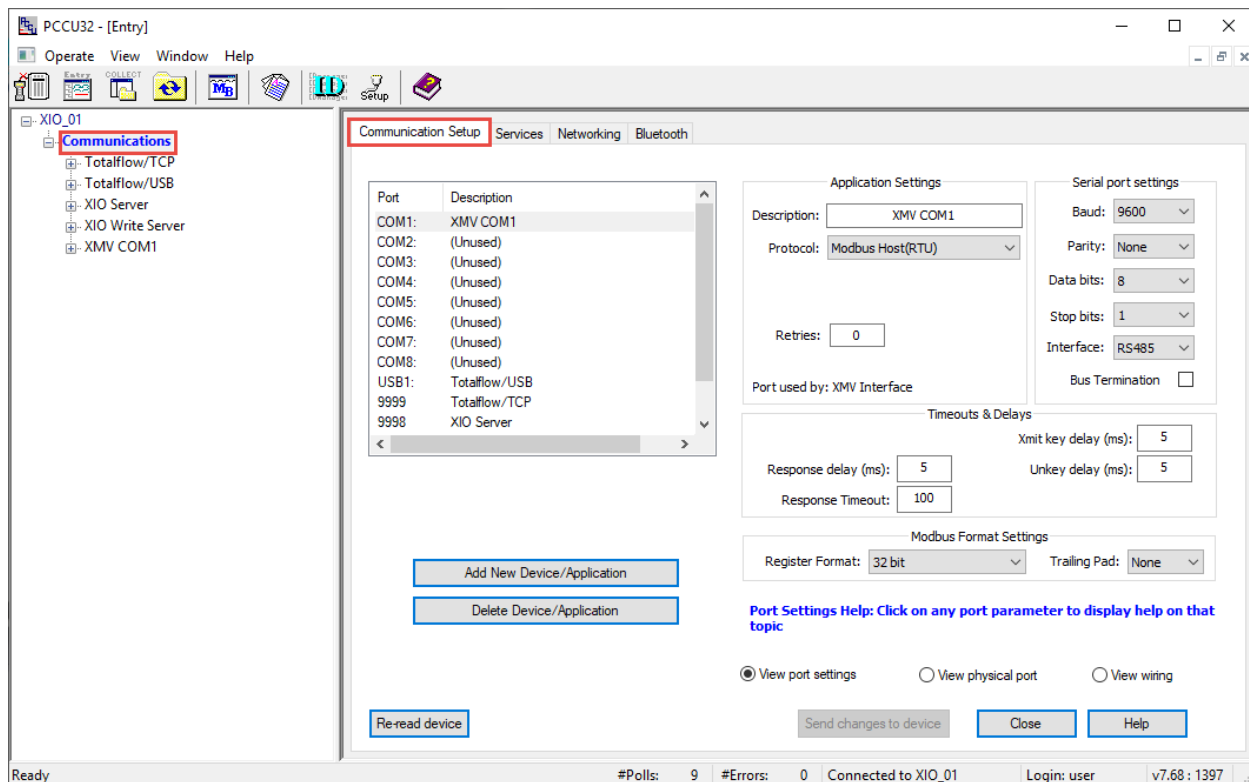 PCCU32 - [Entry]
Operate View Window Help
Entry COLLECT MB ID Setup ?
XIO_01
Communications
Totalflow/TCP
Totalflow/USB
XIO Server
XIO Write Server
XMV COM1
Communication Setup Services Networking Bluetooth
Port Description
COM1: XMV COM1
COM2: (Unused)
COM3: (Unused)
COM4: (Unused)
COM5: (Unused)
COM6: (Unused)
COM7: (Unused)
COM8: (Unused)
USB1: Totalflow/USB
9999 Totalflow/TCP
9998 XIO Server
Add New Device/Application
Delete Device/Application
Re-read device
Application Settings
Description: XMV COM1
Protocol: Modbus Host(RTU)
Retries: 0
Port used by: XMV Interface
Serial port settings
Baud: 9600
Parity: None
Data bits: 8
Stop bits: 1
Interface: RS485
Bus Termination
Timeouts & Delays
Xmit key delay (ms): 5
Response delay (ms): 5 Unkey delay (ms): 5
Response Timeout: 100
Modbus Format Settings
Register Format: 32 bit Trailing Pad: None
Port Settings Help: Click on any port parameter to display help on that
topic
View port settings View physical port View wiring
Send changes to device Close Help
Ready #Polls: 9 #Errors: 0 Connected to XIO_01 Login: user v7.68 : 1397